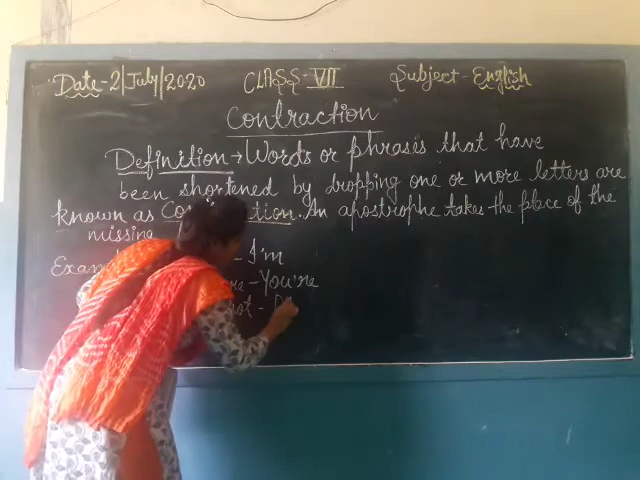 Date-2|July|2020 CLASS-VII Subject-English
Contraction
Definition→Words or phrases that have
been shortened by dropping one or more letters are
known as . An apostrophe takes the place of the
missing
- I'm
- You're
not -